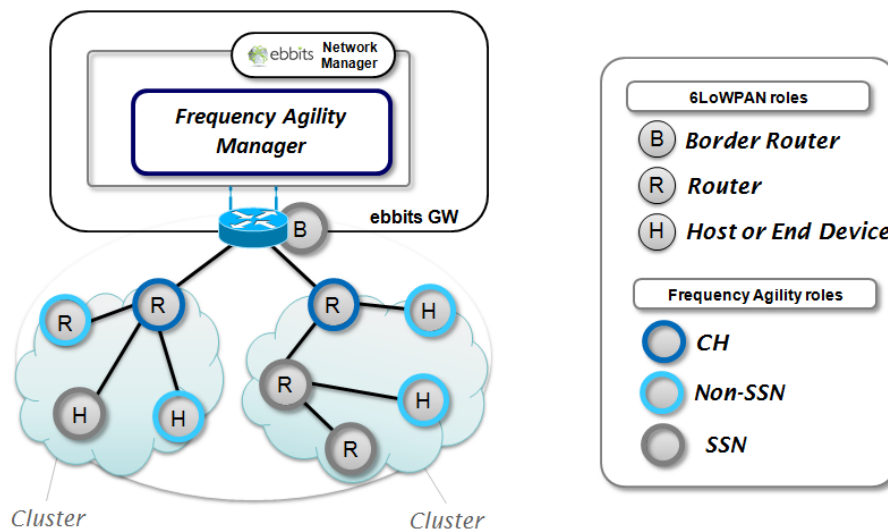 ebbits Network
Manager
Frequency Agility
Manager
ebbits GW
B
R
R
R
H
H
H
R
H
R
Cluster
Cluster
6LoWPAN roles
B Border Router
R Router
H Host or End Device
Frequency Agility roles
CH
Non-SSN
SSN